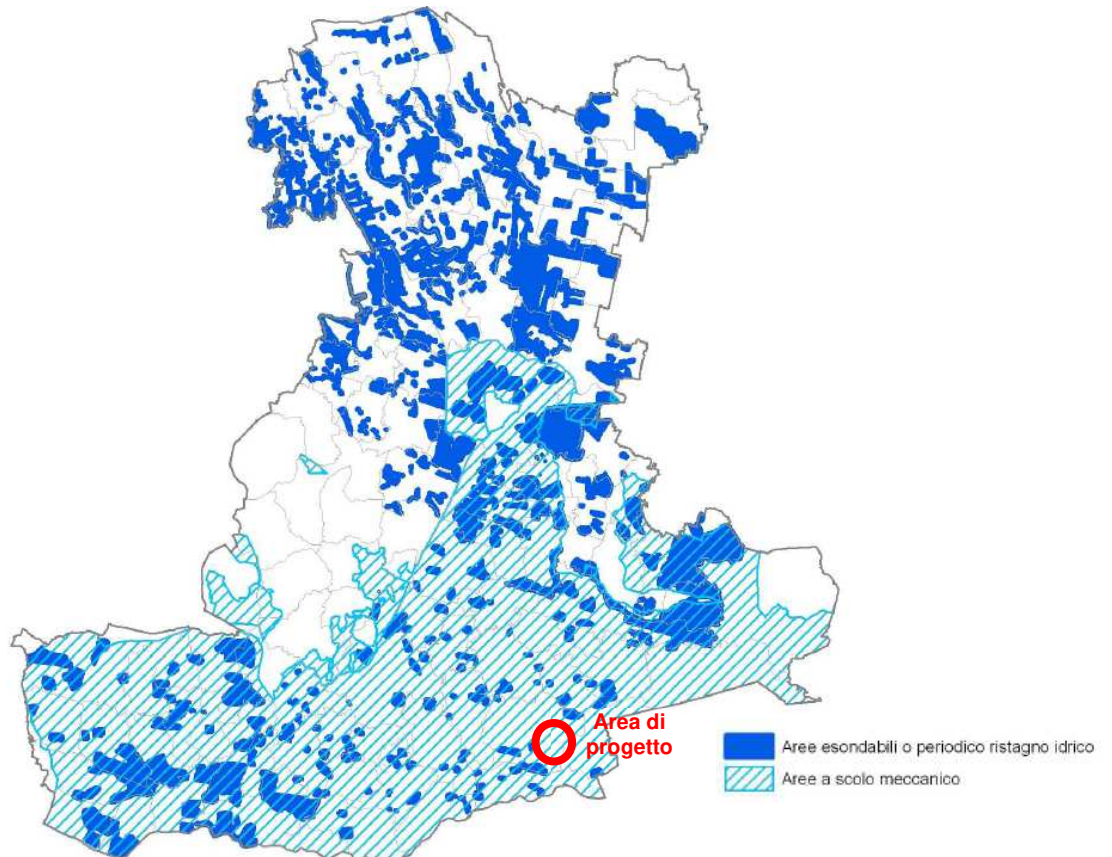 Area di
progetto
Aree esondabili o periodico ristagno idrico
Aree a scolo meccanico